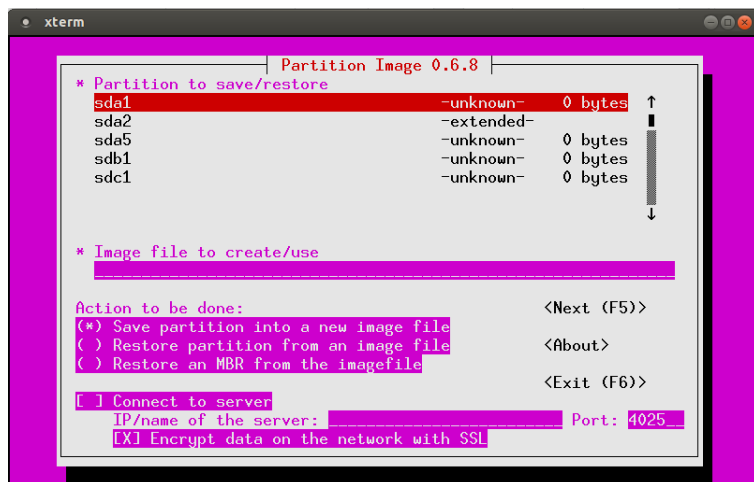 xterm
Partition Image 0.6.8
* Partition to save/restore
sda1 -unknown- 0 bytes ↑
sda2 -extended-
sda5 -unknown- 0 bytes
sdb1 -unknown- 0 bytes
sdc1 -unknown- 0 bytes
↓
* Image file to create/use
Action to be done: <Next (F5)>
(*) Save partition into a new image file
( ) Restore partition from an image file <About>
( ) Restore an MBR from the imagefile
<Exit (F6)>
[ ] Connect to server
IP/name of the server: _________________________ Port: 4025__
[X] Encrypt data on the network with SSL